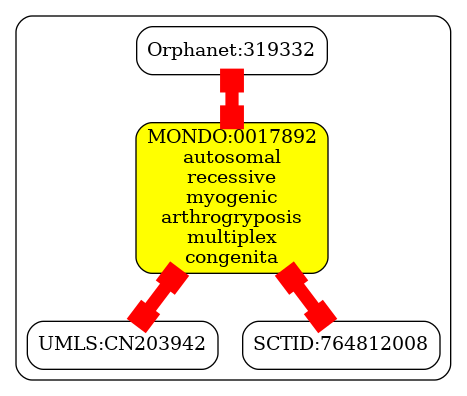 Orphanet:319332
MONDO:0017892
autosomal
recessive
myogenic
arthrogryposis
multiplex
congenita
UMLS:CN203942
SCTID:764812008